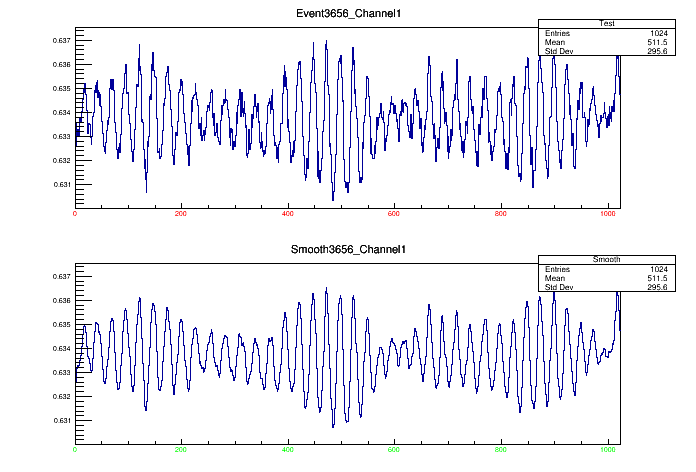 Event3656_Channel1
Test
Entries 1024
Mean 511.5
Std Dev 295.6
0.637
0.636
0.635
0.634
0.633
0.632
0.631
0 200 400 600 800 1000
Smooth3656_Channel1
Smooth
Entries 1024
Mean 511.5
Std Dev 295.6
0.637
0.636
0.635
0.634
0.633
0.632
0.631
0 200 400 600 800 1000